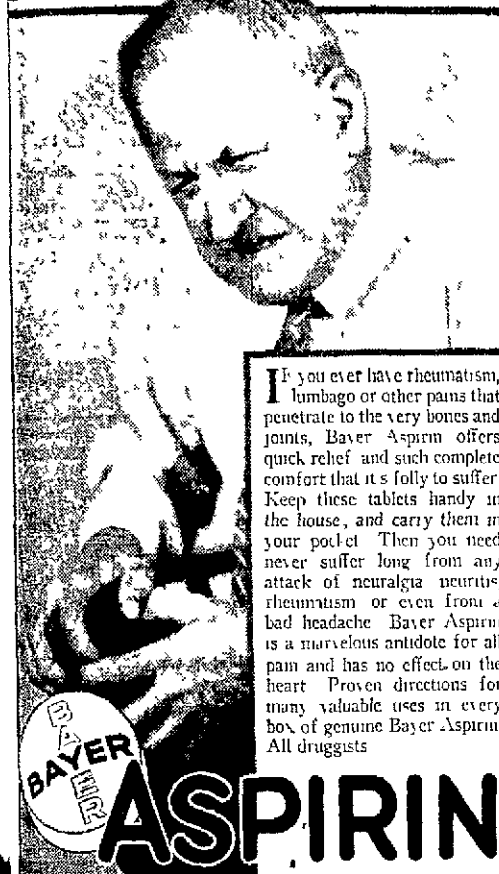 IF you ever have rheumatism,
lumbago or other pains that
penetrate to the very bones and
joints, Bayer Aspirin offers
quick relief and such complete
comfort that it s folly to suffer
Keep these tablets handy in
the house, and carry them in
your pocket Then you need
never suffer long from any
attack of neuralgia neuritis
rheumatism or even from a
bad headache Bayer Aspirin
is a marvelous antidote for all
pain and has no effect on the
heart Proven directions for
many valuable uses in every
box of genuine Bayer Aspirin
All druggists
BAYER
BAYER
ASPIRIN